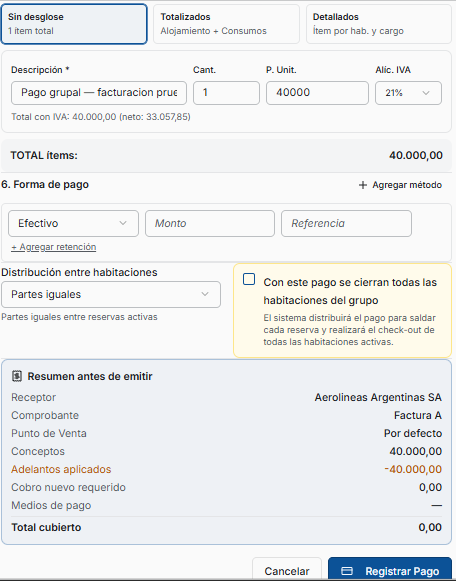 Sin desglose
1 ítem total
Totalizados
Alojamiento + Consumos
Detallados
Ítem por hab. y cargo
Descripción *
Cant.
P. Unit.
Alíc. IVA
Pago grupal — facturacion prue
1
40000
21%
Total con IVA: 40.000,00 (neto: 33.057,85)
TOTAL ítems:
40.000,00
6. Forma de pago
+ Agregar método
Efectivo
Monto
Referencia
+ Agregar retención
Distribución entre habitaciones
Partes iguales
Partes iguales entre reservas activas
Con este pago se cierran todas las
habitaciones del grupo
El sistema distribuirá el pago para saldar
cada reserva y realizará el check-out de
todas las habitaciones activas.
Resumen antes de emitir
Receptor
Aerolineas Argentinas SA
Comprobante
Factura A
Punto de Venta
Por defecto
Conceptos
40.000,00
Adelantos aplicados
-40.000,00
Cobro nuevo requerido
0,00
Medios de pago
—
Total cubierto
0,00
Cancelar
Registrar Pago